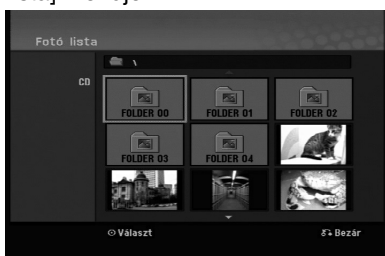 Fotó lista
\
CD
FOLDER 00 FOLDER 01 FOLDER 02
FOLDER 03 FOLDER 04
Választ Bezár